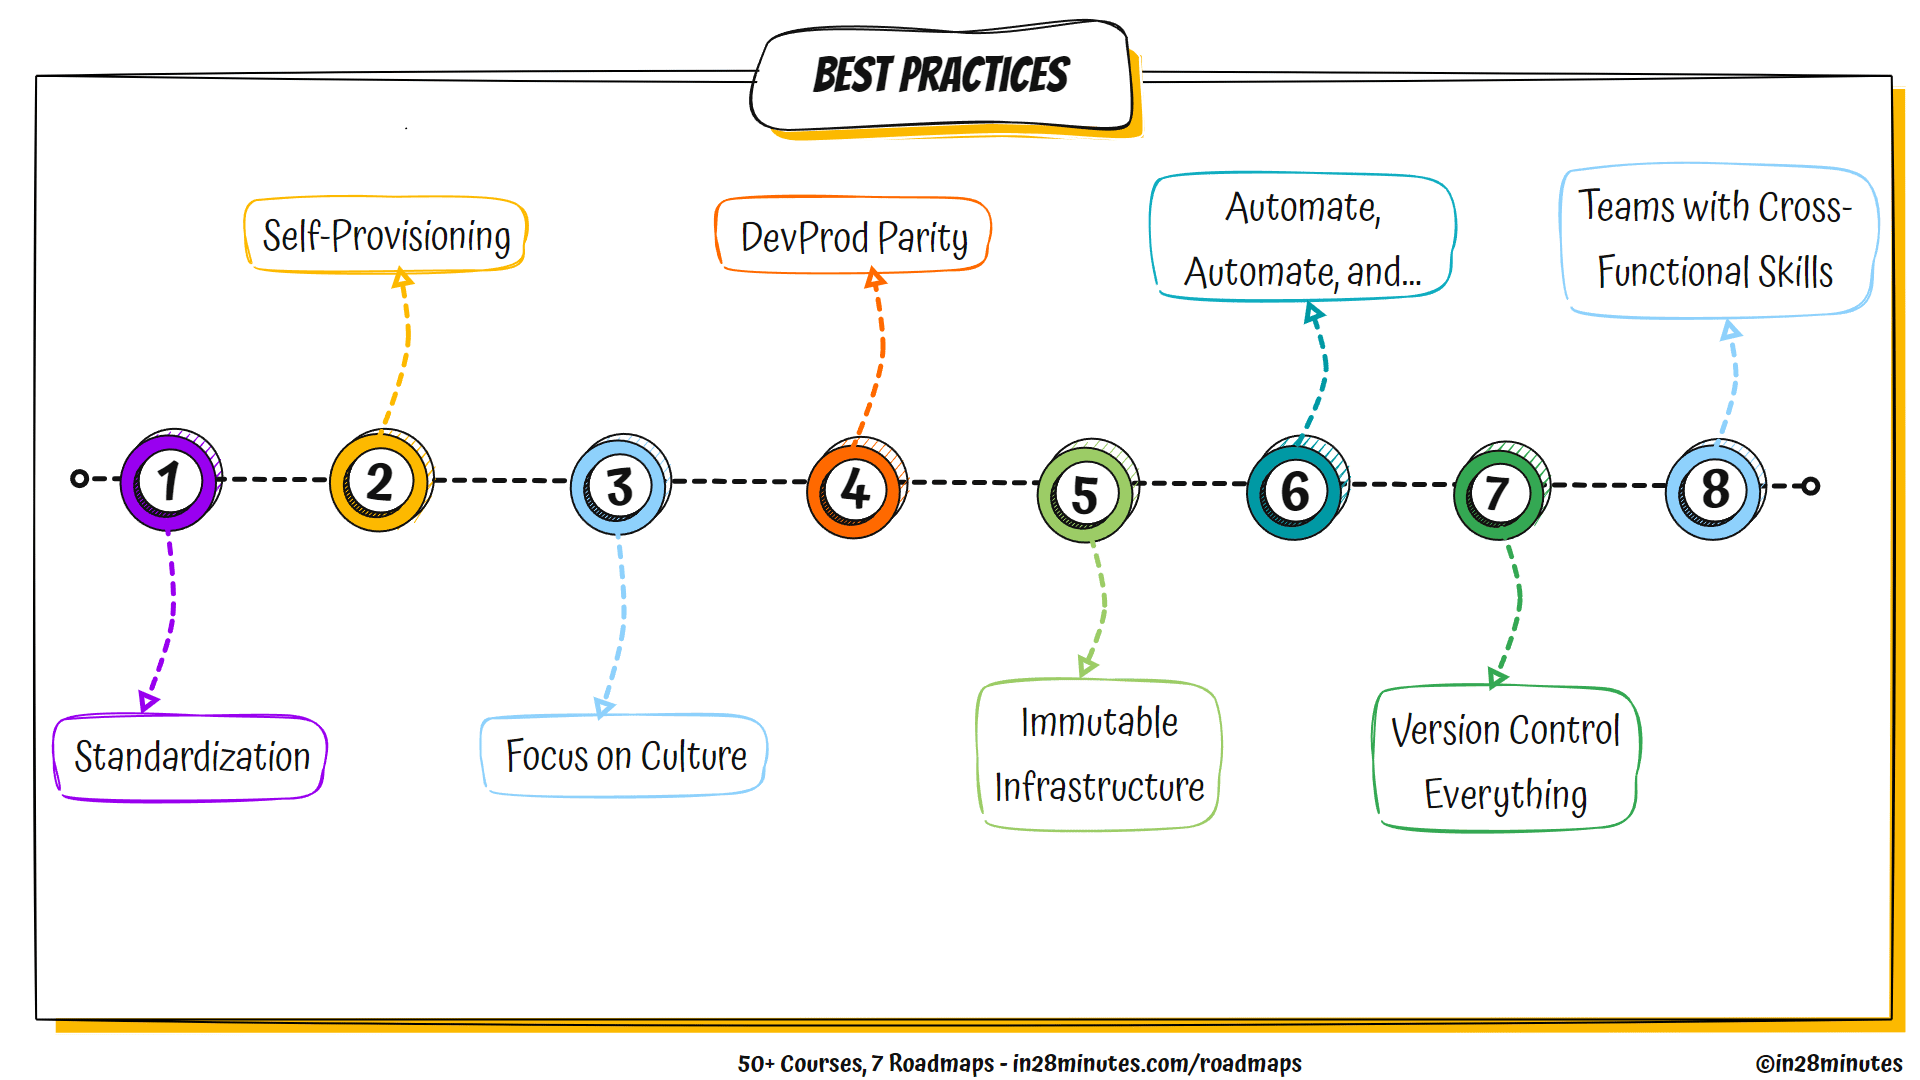 BEST PRACTICES
Self-Provisioning
DevProd Parity
Automate,
Automate, and...
Teams with Cross-
Functional Skills
1
2
3
4
5
6
7
8
Standardization
Focus on Culture
Immutable
Infrastructure
Version Control
Everything
50+ Courses, 7 Roadmaps - in28minutes.com/roadmaps
©in28minutes